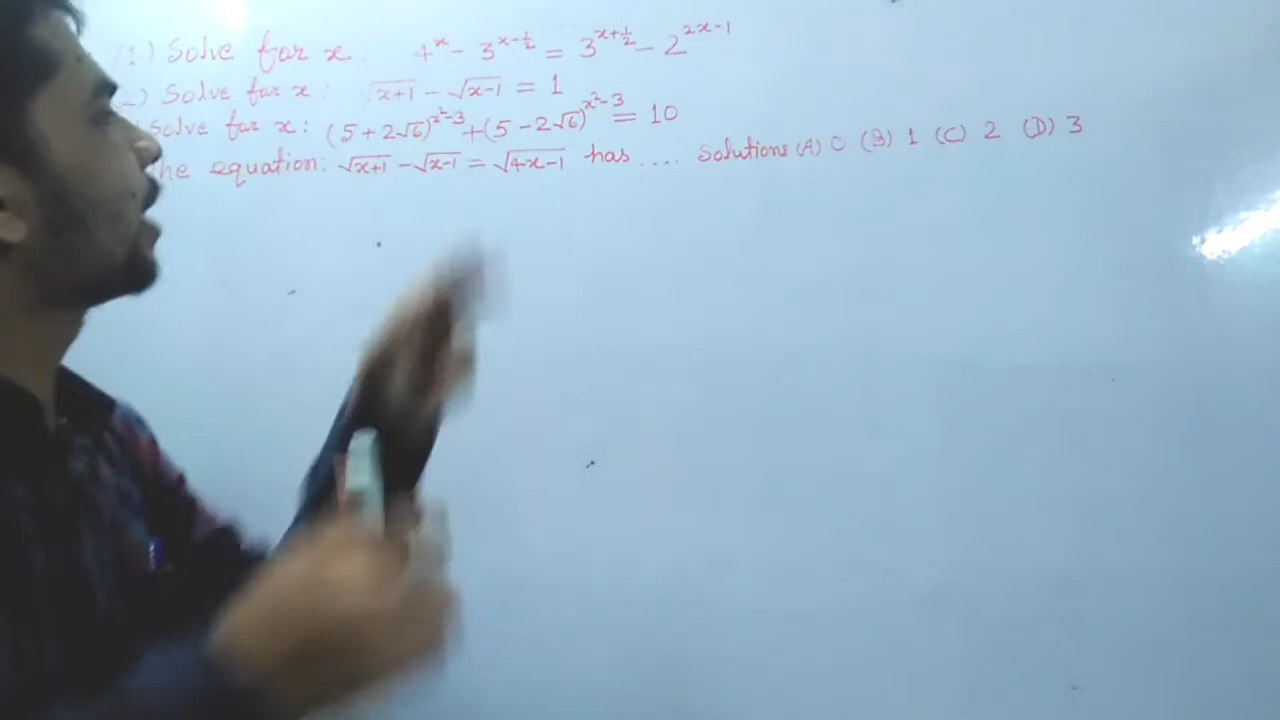 (1) Solve for x. 4^x - 3^{x-1/2} = 3^{x+1/2} - 2^{2x-1}
2) Solve for x: √x+1 - √x-1 = 1
Solve for x: (5+2√6)^{x²-3} + (5-2√6)^{x²-3} = 10
he equation: √x+1 - √x-1 = √4x-1 has .... solutions (A) 0 (B) 1 (C) 2 (D) 3